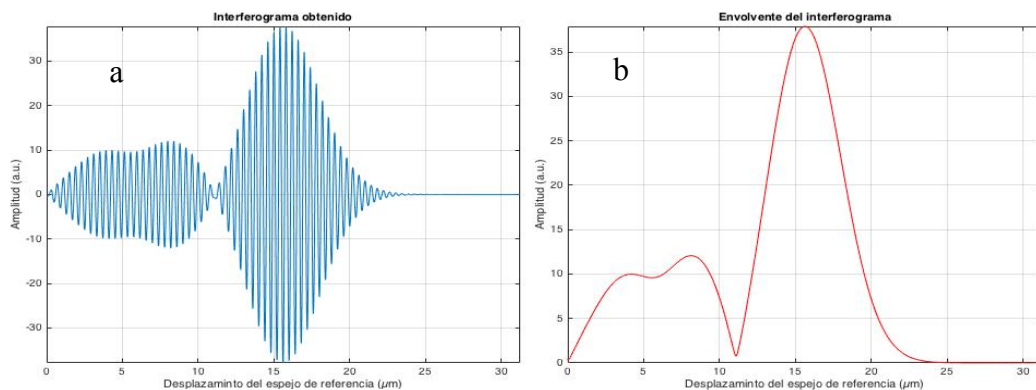 Interferograma obtenido
a
30
20
10
0
-10
-20
-30
Amplitud (a.u.)
0 5 10 15 20 25 30
Desplazaminto del espejo de referencia (μm)
Envolvente del interferograma
b
35
30
25
20
15
10
5
0
Amplitud (a.u.)
0 5 10 15 20 25 30
Desplazaminto del espejo de referencia (μm)